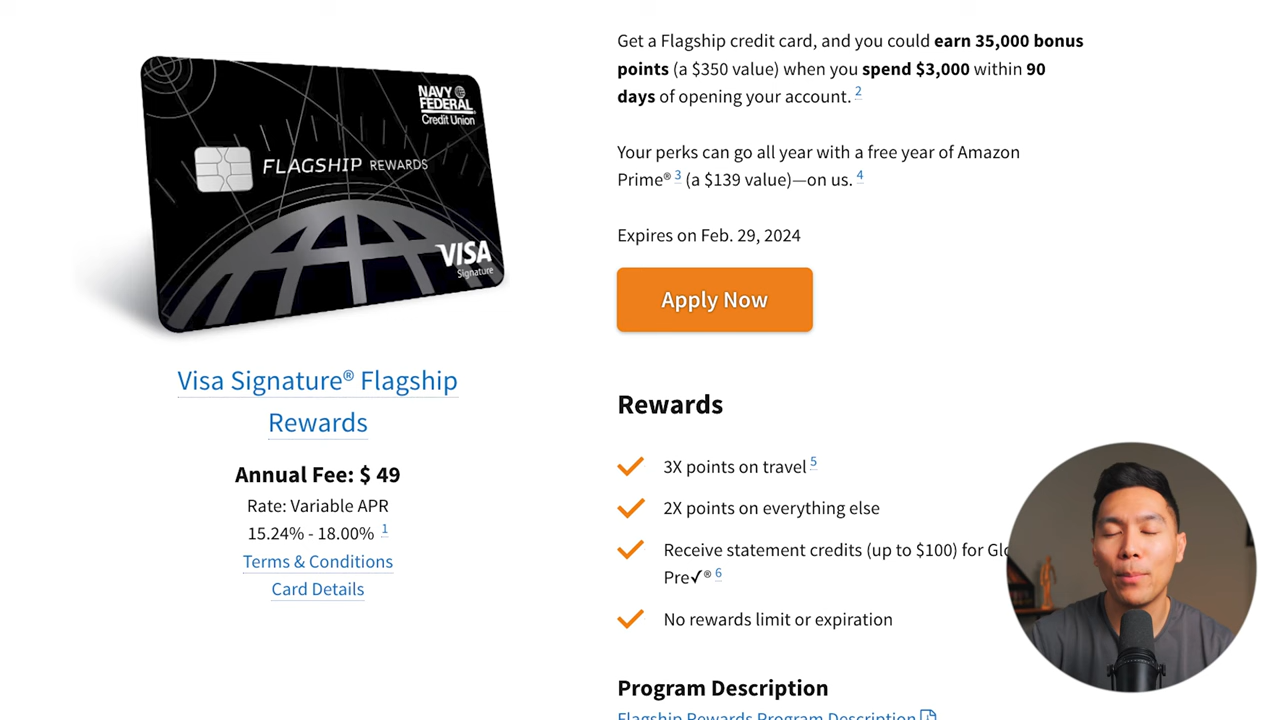 NAVY
FEDERAL
Credit Union
FLAGSHIP REWARDS
VISA
Signature
Visa Signature® Flagship
Rewards
Annual Fee: $ 49
Rate: Variable APR
15.24% - 18.00% 1
Terms & Conditions
Card Details
Get a Flagship credit card, and you could earn 35,000 bonus
points (a $350 value) when you spend $3,000 within 90
days of opening your account. 2
Your perks can go all year with a free year of Amazon
Prime® 3 (a $139 value)—on us. 4
Expires on Feb. 29, 2024
Apply Now
Rewards
3X points on travel 5
2X points on everything else
Receive statement credits (up to $100) for
Pre✓® 6
No rewards limit or expiration
Program Description
Flagship Rewards Program Description